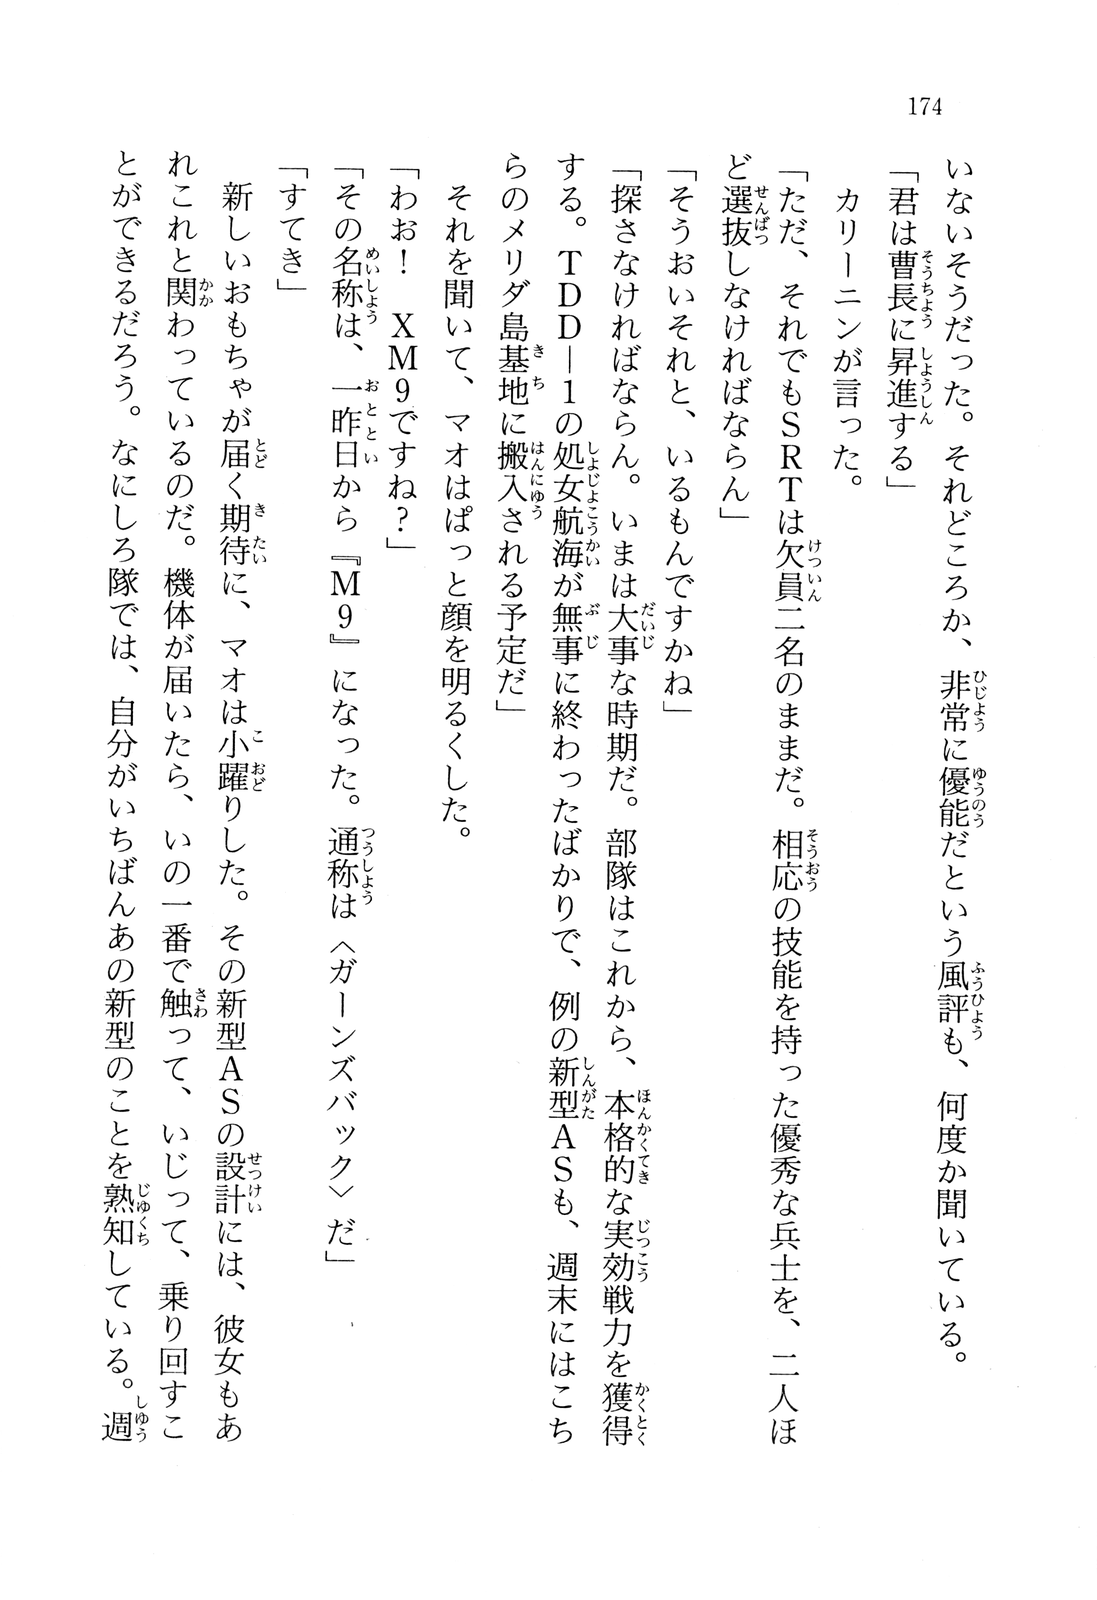 174
いないそうだった。それどころか、非常に優能だという風評も、何度か聞いている。
「君は曹長に昇進する」
カリーニンが言った。
「ただ、それでもSRTは欠員二名のままだ。相応の技能を持った優秀な兵士を、二人ほ
ど選抜しなければならん」
「そうおいそれと、いるもんですかね」
「探さなければならん。いまは大事な時期だ。部隊はこれから、本格的な実効戦力を獲得
する。TDD—1の処女航海が無事に終わったばかりで、例の新型ASも、週末にはこち
らのメリダ島基地に搬入される予定だ」
それを聞いて、マオはぱっと顔を明るくした。
「わお！　XM9ですね？」
「その名称は、一昨日から『M9』になった。通称は〈ガーンズバック〉だ」
「すてき」
新しいおもちゃが届く期待に、マオは小躍りした。その新型ASの設計には、彼女もあ
れこれと関わっているのだ。機体が届いたら、いの一番で触って、いじって、乗り回すこ
とができるだろう。なにしろ隊では、自分がいちばんあの新型のことを熟知している。週